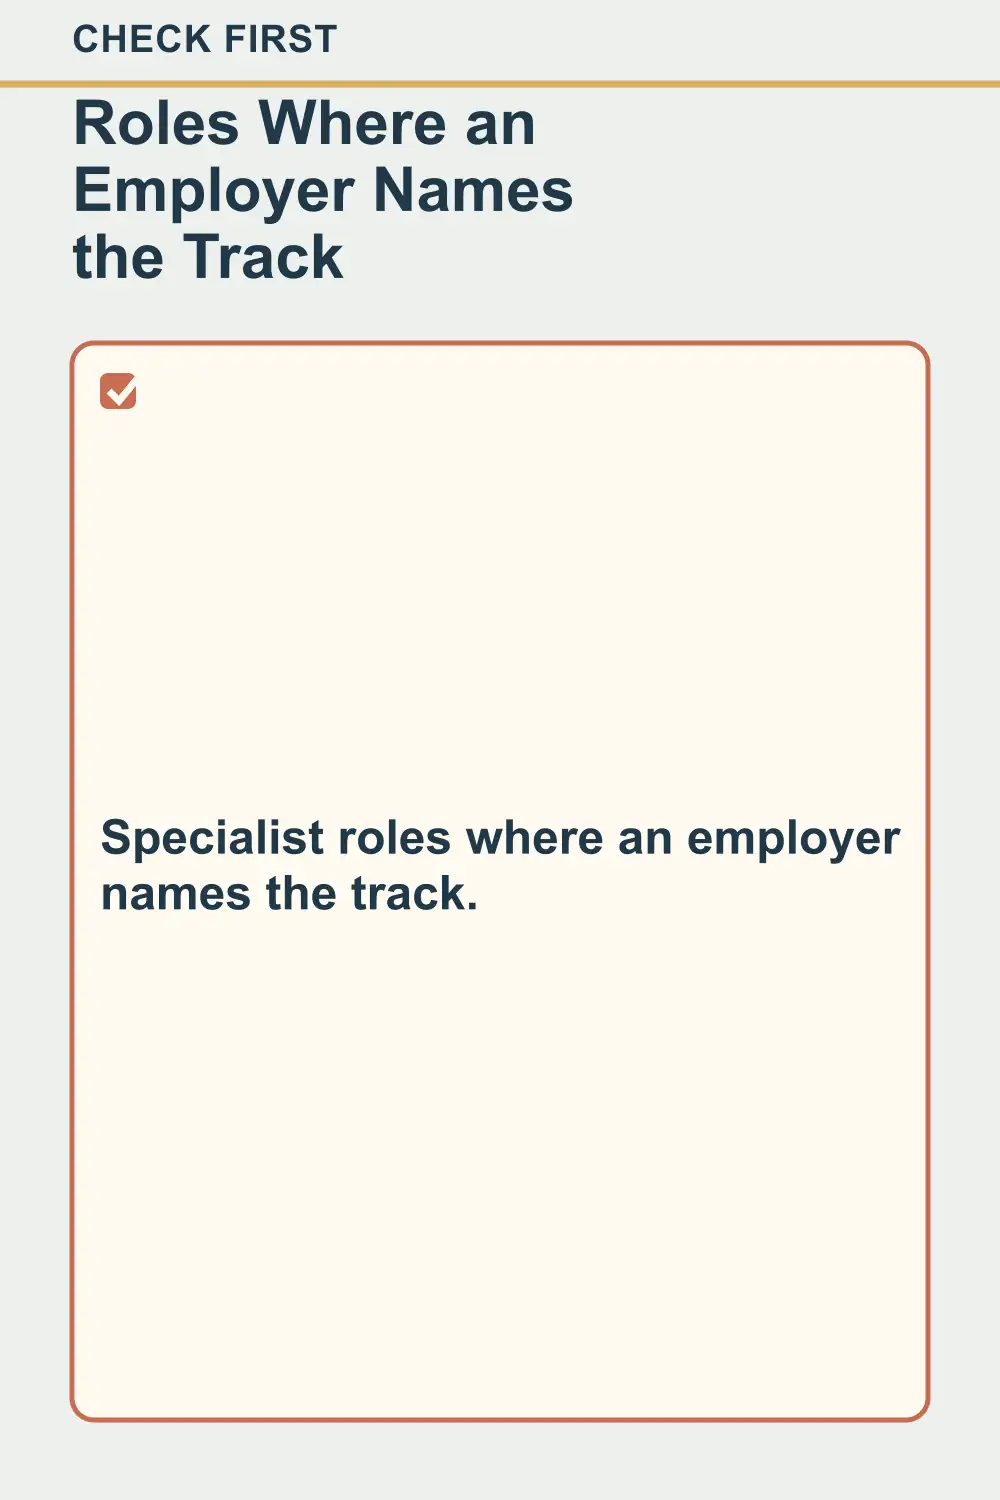 CHECK FIRST
Roles Where an
Employer Names
the Track
Specialist roles where an employer
names the track.